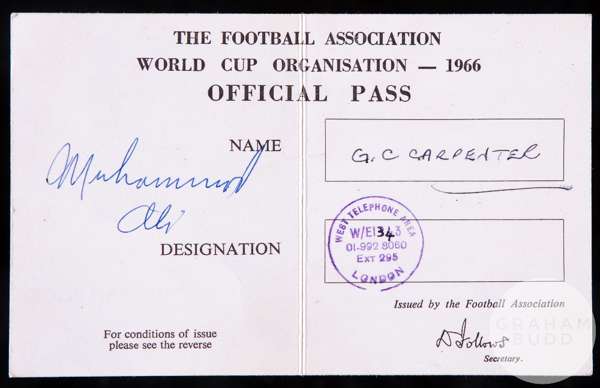 THE FOOTBALL ASSOCIATION
WORLD CUP ORGANISATION — 1966
OFFICIAL PASS
NAME
G.C CARPENTER
Muhammad
Ali
DESIGNATION
WEST TELEPHONE AREA
01-992 8060
EXT 295
LONDON
Issued by the Football Association
For conditions of issue
please see the reverse
D Follows
Secretary.
GRAHAM
BUDD